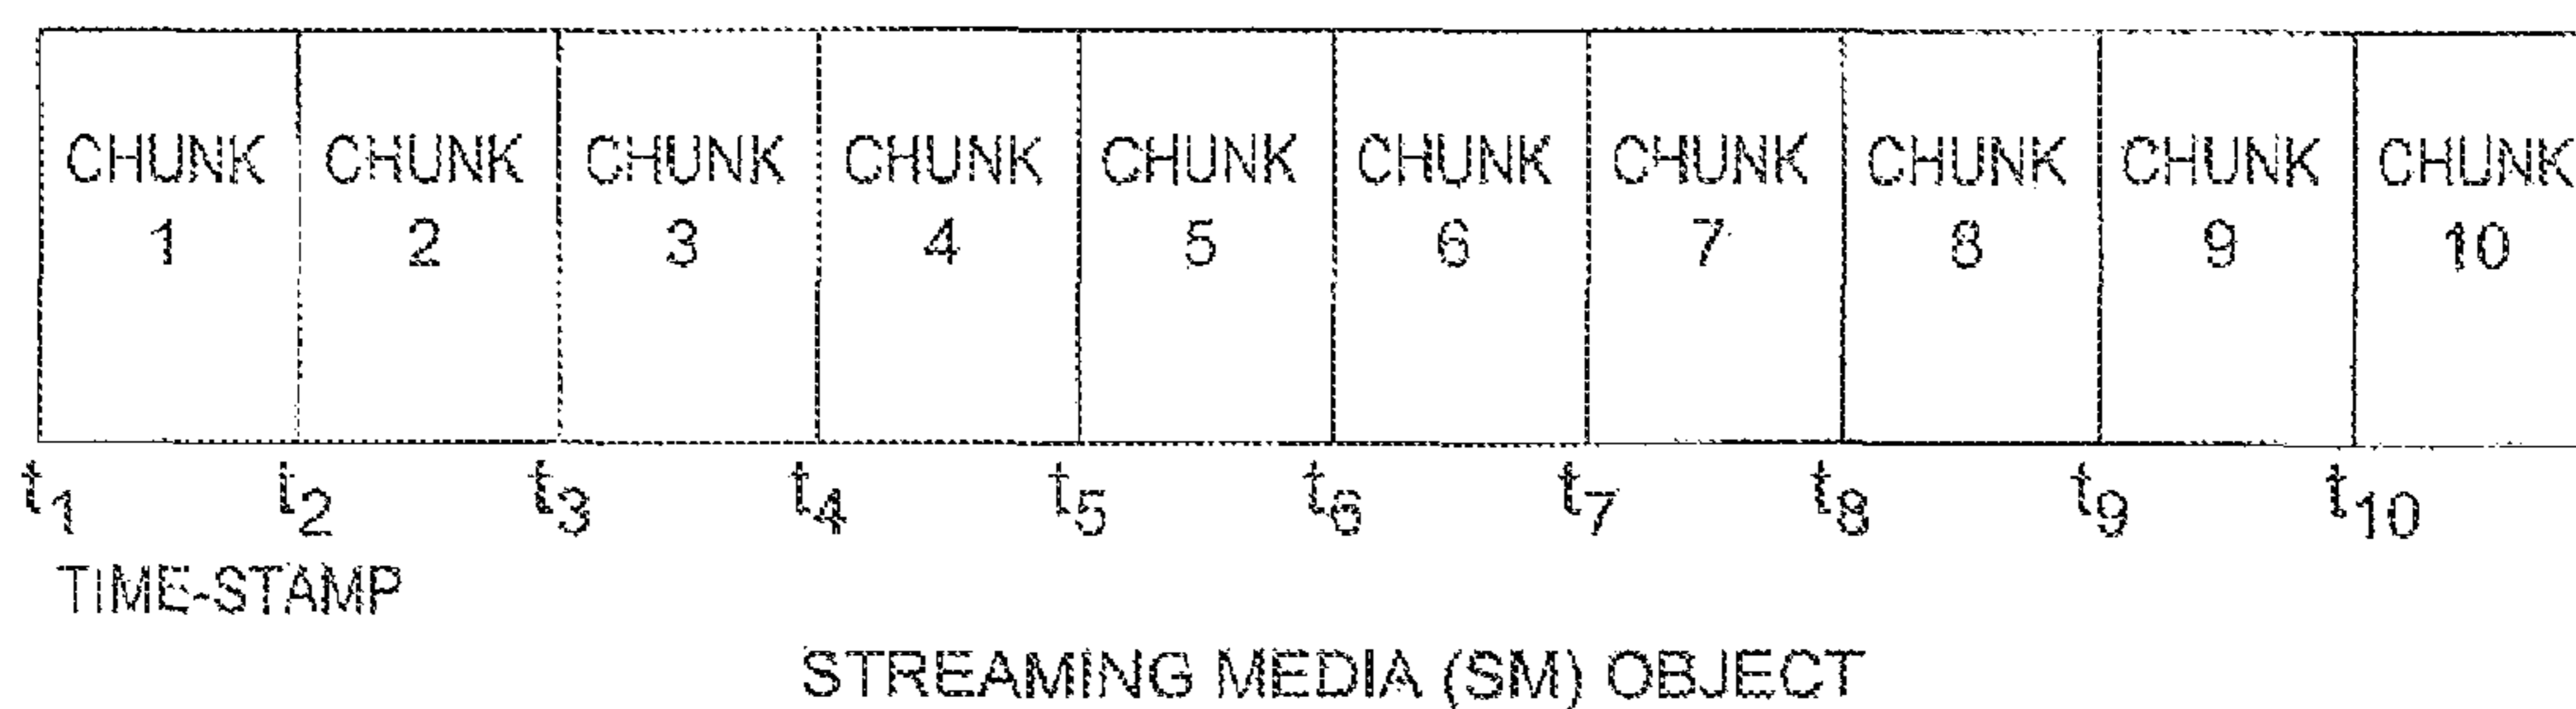 CHUNK CHUNK CHUNK CHUNK CHUNK CHUNK CHUNK CHUNK CHUNK CHUNK
1 2 3 4 5 6 7 8 9 10
t1 t2 t3 t4 t5 t6 t7 t8 t9 t10
TIME-STAMP
STREAMING MEDIA (SM) OBJECT